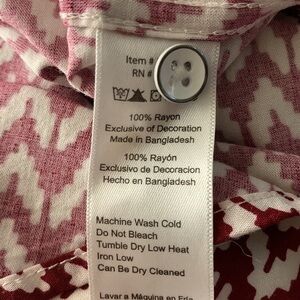 Item #
RN #
100% Rayon
Exclusive of Decoration
Made in Bangladesh
100% Rayón
Exclusivo de Decoracion
Hecho en Bangladesh
Machine Wash Cold
Do Not Bleach
Tumble Dry Low Heat
Iron Low
Can Be Dry Cleaned
Lavar a Máquina en Fria